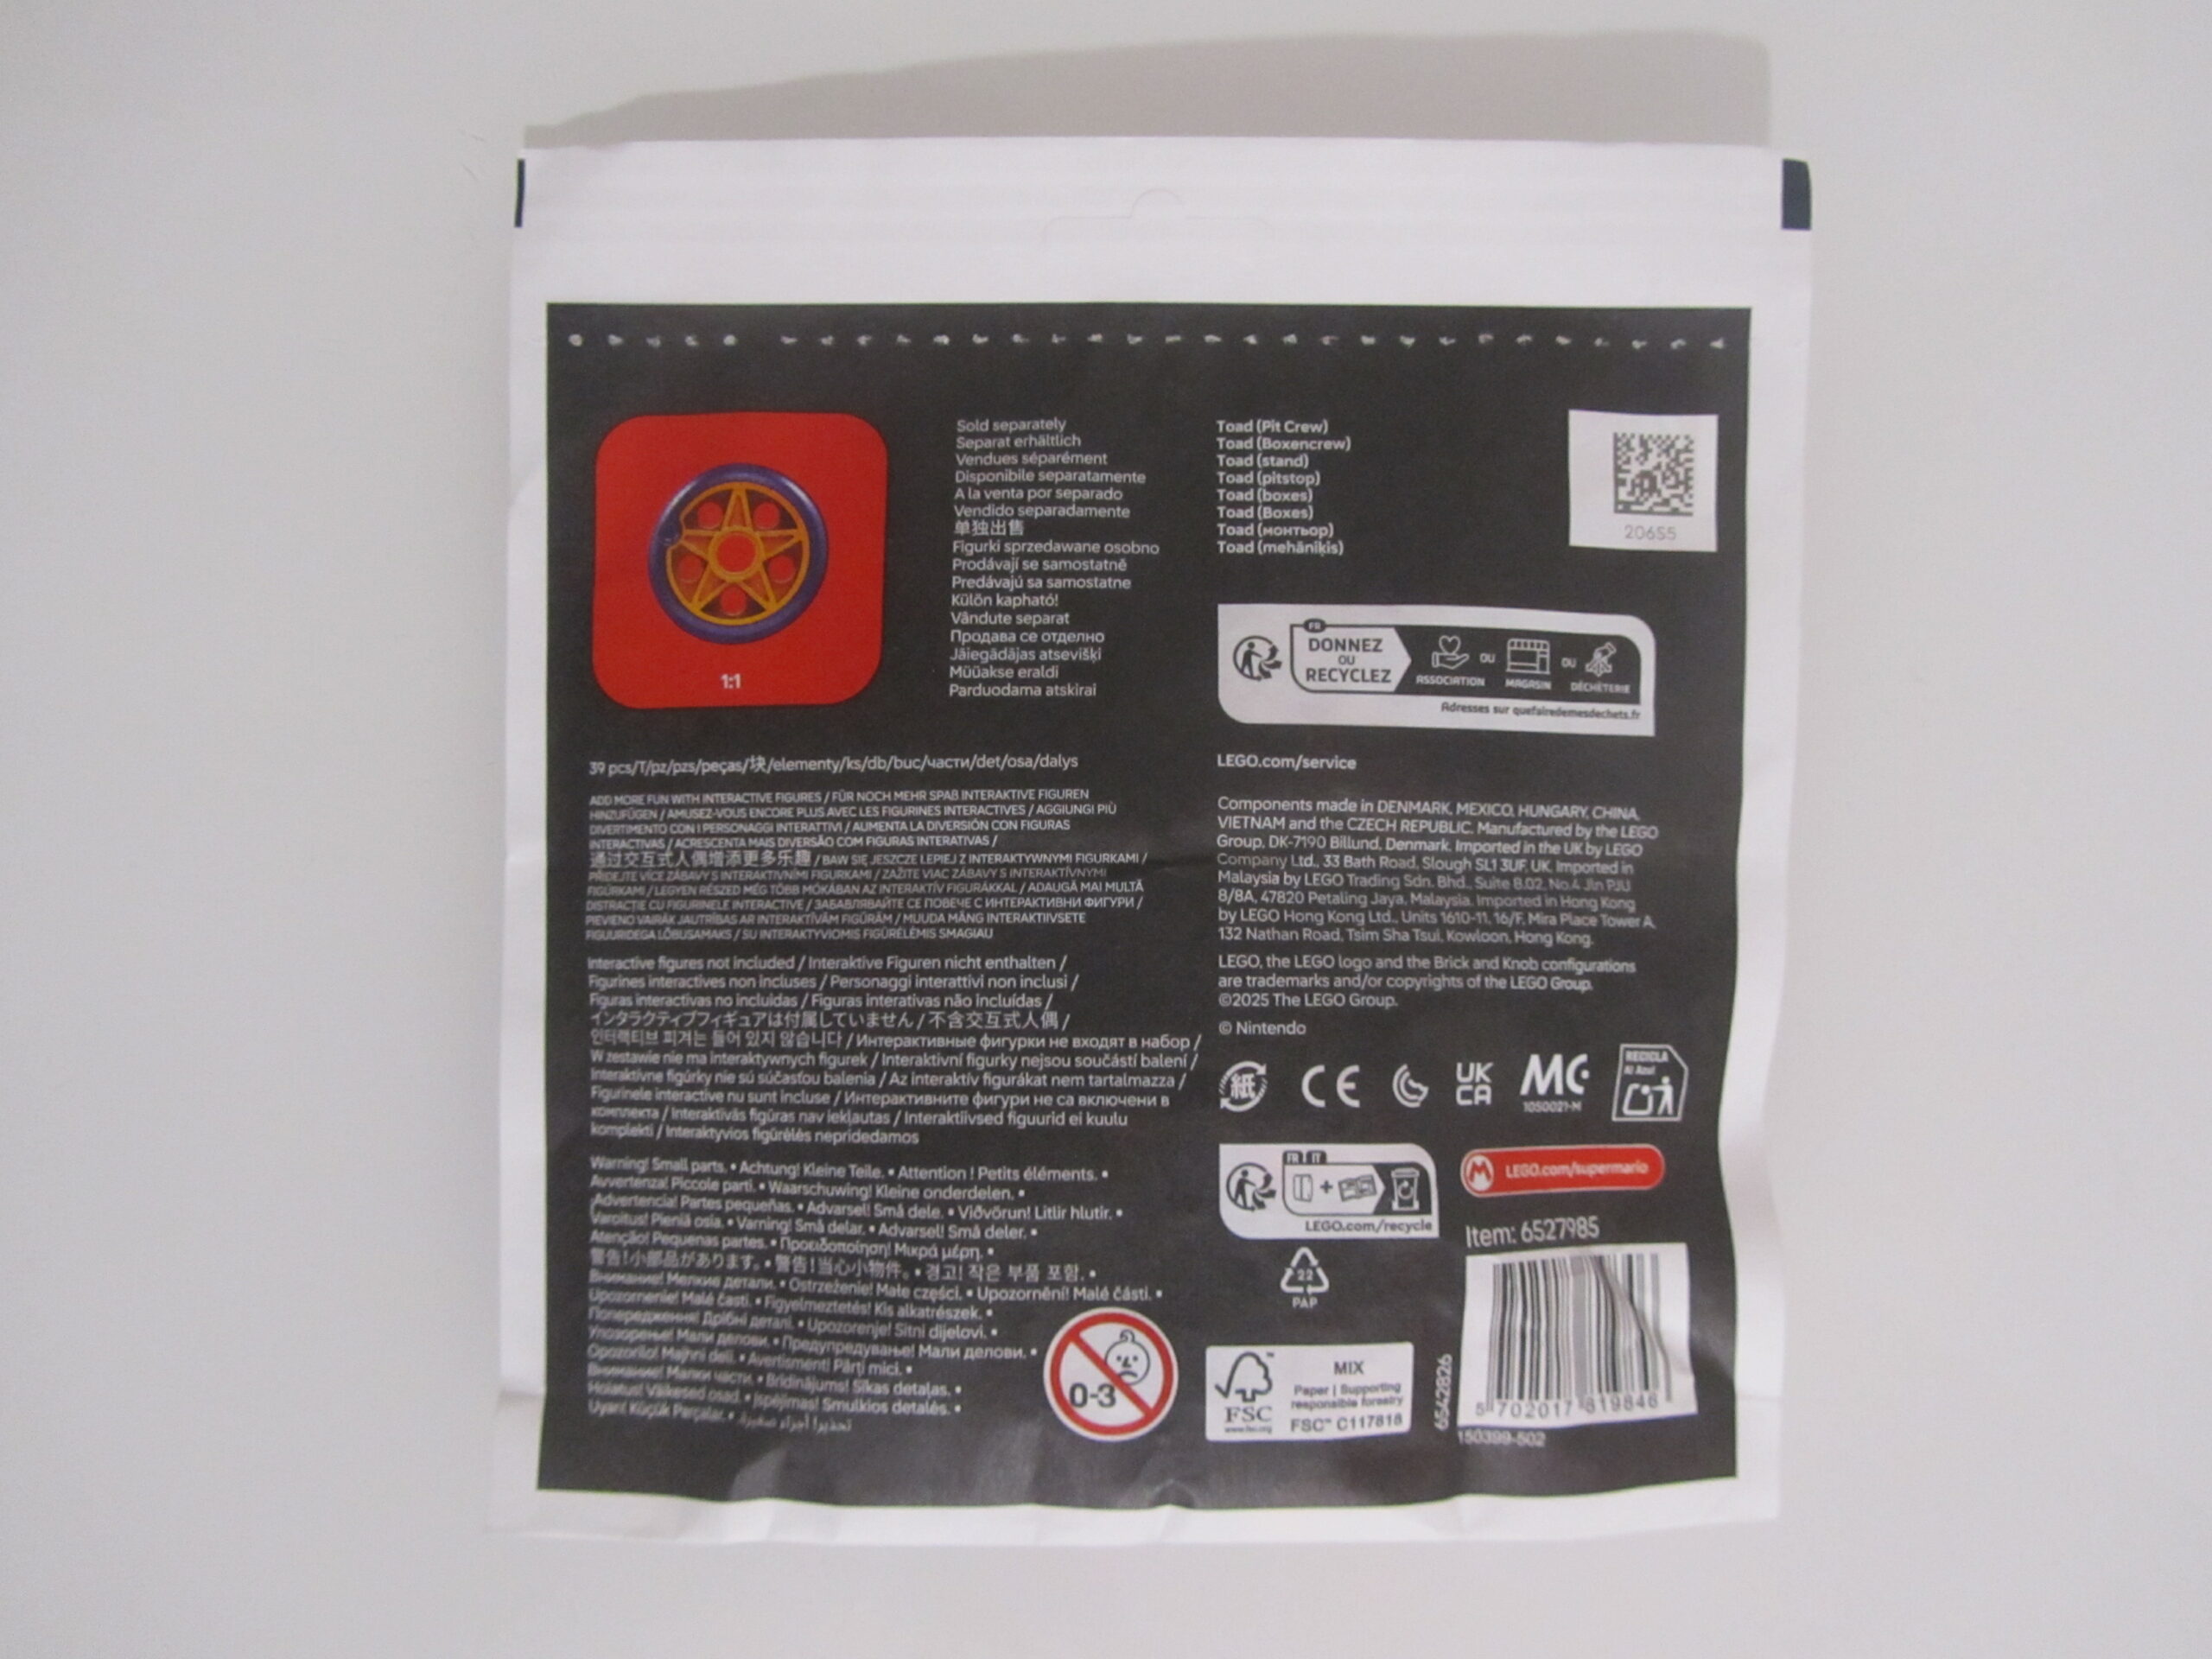 1:1
Sold separately
Separat erhältlich
Vendues séparément
Disponibile separatamente
A la venta por separado
Vendido separadamente
单独出售
Figurki sprzedawane osobno
Prodávají se samostatně
Predávajú sa samostatne
Külön kapható!
Vândute separat
Продава се отделно
Jāiegādājas atsevišķi
Müüakse eraldi
Parduodama atskirai
Toad (Pit Crew)
Toad (Boxencrew)
Toad (stand)
Toad (pitstop)
Toad (boxes)
Toad (Boxes)
Toad (монтьор)
Toad (mehāniķis)
206S5
FR
DONNEZ
OU
RECYCLEZ
ASSOCIATION
OU
MAGASIN
OU
DÉCHÈTERIE
Adresses sur quefairedemesdechets.fr
39 pcs/T/pz/pzs/peças/块/elementy/ks/db/buc/части/det/osa/dalys
ADD MORE FUN WITH INTERACTIVE FIGURES / FÜR NOCH MEHR SPAß INTERAKTIVE FIGUREN
HINZUFÜGEN / AMUSEZ-VOUS ENCORE PLUS AVEC LES FIGURINES INTERACTIVES / AGGIUNGI PIÙ
DIVERTIMENTO CON I PERSONAGGI INTERATTIVI / AUMENTA LA DIVERSIÓN CON FIGURAS
INTERACTIVAS / ACRESCENTA MAIS DIVERSÃO COM FIGURAS INTERATIVAS /
通过交互式人偶增添更多乐趣 / BAW SIĘ JESZCZE LEPIEJ Z INTERAKTYWNYMI FIGURKAMI /
PŘIDEJTE VÍCE ZÁBAVY S INTERAKTIVNÍMI FIGURKAMI / ZAŽITE VIAC ZÁBAVY S INTERAKTÍVNYMI
FIGÚRKAMI / LEGYEN RÉSZED MÉG TÖBB MÓKÁBAN AZ INTERAKTÍV FIGURÁKKAL / ADAUGĂ MAI MULTĂ
DISTRACȚIE CU FIGURINELE INTERACTIVE / ЗАБАВЛЯВАЙТЕ СЕ ПОВЕЧЕ С ИНТЕРАКТИВНИ ФИГУРИ /
PIEVIENO VAIRĀK JAUTRĪBAS AR INTERAKTĪVĀM FIGŪRĀM / MUUDA MÄNG INTERAKTIIVSETE
FIGUURIDEGA LÕBUSAMAKS / SU INTERAKTYVIOMIS FIGŪRĖLĖMIS SMAGIAU
Interactive figures not included / Interaktive Figuren nicht enthalten /
Figurines interactives non incluses / Personaggi interattivi non inclusi /
Figuras interactivas no incluidas / Figuras interativas não incluídas /
インタラクティブフィギュアは付属していません / 不含交互式人偶 /
인터랙티브 피겨는 들어 있지 않습니다 / Интерактивные фигурки не входят в набор /
W zestawie nie ma interaktywnych figurek / Interaktivní figurky nejsou součástí balení /
Interaktívne figúrky nie sú súčasťou balenia / Az interaktív figurákat nem tartalmazza /
Figurinele interactive nu sunt incluse / Интерактивните фигури не са включени в
комплекта / Interaktīvās figūras nav iekļautas / Interaktiivsed figuurid ei kuulu
komplekti / Interaktyvios figūrėlės nepridedamos
Warning! Small parts. • Achtung! Kleine Teile. • Attention ! Petits éléments. •
Avvertenza! Piccole parti. • Waarschuwing! Kleine onderdelen. •
¡Advertencia! Partes pequeñas. • Advarsel! Små dele. • Viðvörun! Litlir hlutir. •
Varoitus! Pieniä osia. • Varning! Små delar. • Advarsel! Små deler. •
Atenção! Pequenas partes. • Προειδοποίηση! Μικρά μέρη. •
警告!小部品があります。 • 警告!当心小物件。 • 경고! 작은 부품 포함. •
Внимание! Мелкие детали. • Ostrzeżenie! Małe części. • Upozornění! Malé části. •
Upozornenie! Malé časti. • Figyelmeztetés! Kis alkatrészek. •
Попередження! Дрібні деталі. • Upozorenje! Sitni dijelovi. •
Упозорење! Мали делови. • Предупредување! Мали делови. •
Opozorilo! Majhni deli. • Avertisment! Părți mici. •
Внимание! Малки части. • Brīdinājums! Sīkas detaļas. •
Hoiatus! Väikesed osad. • Įspėjimas! Smulkios detalės. •
Uyarı! Küçük Parçalar. • تحذير! أجزاء صغيرة
0-3
LEGO.com/service
Components made in DENMARK, MEXICO, HUNGARY, CHINA,
VIETNAM and the CZECH REPUBLIC. Manufactured by the LEGO
Group, DK-7190 Billund, Denmark. Imported in the UK by LEGO
Company Ltd., 33 Bath Road, Slough SL1 3UF, UK. Imported in
Malaysia by LEGO Trading Sdn. Bhd., Suite 8.02, No.4 Jln PJU
8/8A, 47820 Petaling Jaya, Malaysia. Imported in Hong Kong
by LEGO Hong Kong Ltd., Units 1610-11, 16/F, Mira Place Tower A,
132 Nathan Road, Tsim Sha Tsui, Kowloon, Hong Kong.
LEGO, the LEGO logo and the Brick and Knob configurations
are trademarks and/or copyrights of the LEGO Group.
©2025 The LEGO Group.
© Nintendo
紙
CE
UK
CA
MC
1050021-M
RECICLA
Al Azul
FR IT
+
LEGO.com/recycle
M
LEGO.com/supermario
22
PAP
Item: 6527985
FSC
www.fsc.org
MIX
Paper | Supporting
responsible forestry
FSC™ C117818
6542826
5 702017 819846
150399-502